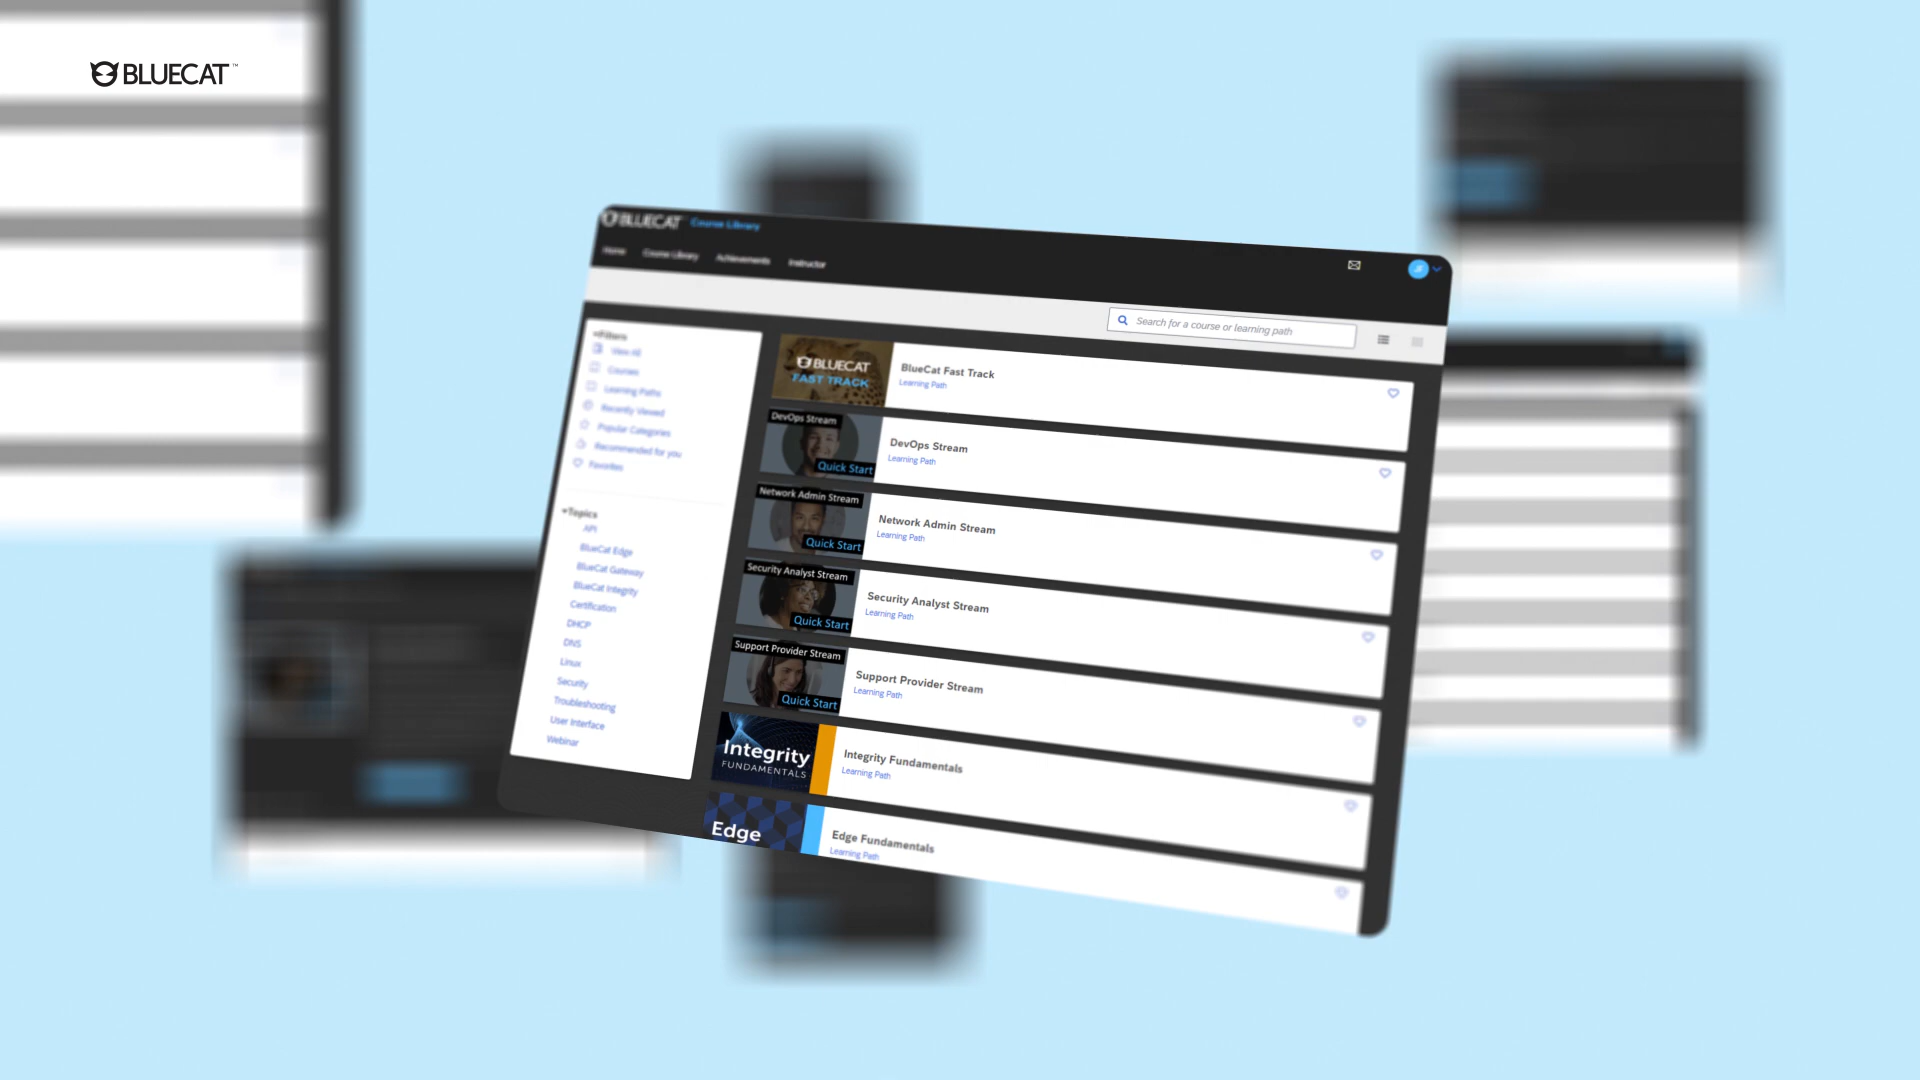 BLUECAT™
BLUECAT Course Library
Home Course Library Achievements Instructor
JF
Search for a course or learning path
Filters
View All
Courses
Learning Paths
Recently Viewed
Popular Categories
Recommended for you
Favorites
Topics
API
BlueCat Edge
BlueCat Gateway
BlueCat Integrity
Certification
DHCP
DNS
Linux
Security
Troubleshooting
User Interface
Webinar
BLUECAT
FAST TRACK
BlueCat Fast Track
Learning Path
DevOps Stream
Quick Start
DevOps Stream
Learning Path
Network Admin Stream
Quick Start
Network Admin Stream
Learning Path
Security Analyst Stream
Quick Start
Security Analyst Stream
Learning Path
Support Provider Stream
Quick Start
Support Provider Stream
Learning Path
Integrity
FUNDAMENTALS
Integrity Fundamentals
Learning Path
Edge
Edge Fundamentals
Learning Path